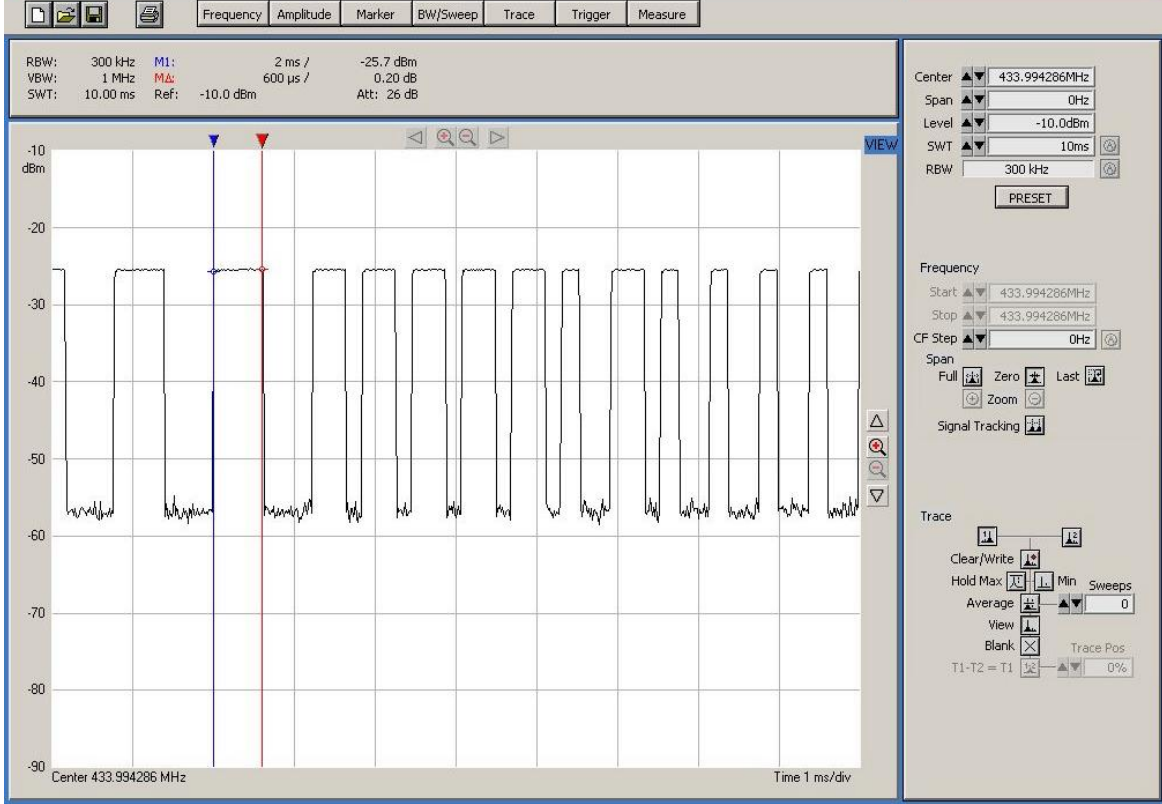 Frequency Amplitude Marker BW/Sweep Trace Trigger Measure
RBW: 300 kHz M1: 2 ms / -25.7 dBm
VBW: 1 MHz MΔ: 600 µs / 0.20 dB
SWT: 10.00 ms Ref: -10.0 dBm Att: 26 dB
VIEW
-10
dBm
-20
-30
-40
-50
-60
-70
-80
-90
Center 433.994286 MHz Time 1 ms/div
Center 433.994286MHz
Span 0Hz
Level -10.0dBm
SWT 10ms
RBW 300 kHz
PRESET
Frequency
Start 433.994286MHz
Stop 433.994286MHz
CF Step 0Hz
Span
Full Zero Last
Zoom
Signal Tracking
Trace
Clear/Write
Hold Max Min Sweeps
Average 0
View
Blank Trace Pos
T1-T2 = T1 0%